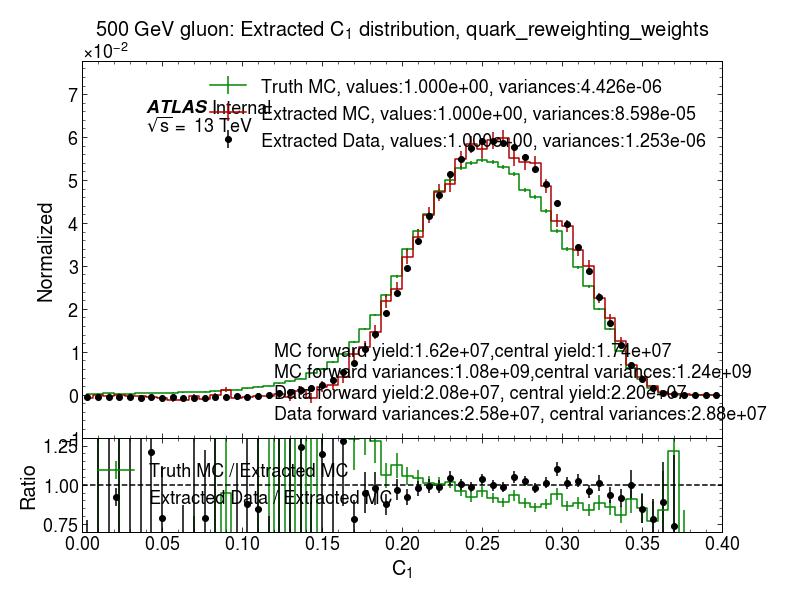 500 GeV gluon: Extracted C₁ distribution, quark_reweighting_weights
×10⁻²
Truth MC, values:1.000e+00, variances:4.426e-06
ATLAS Internal
Extracted MC, values:1.000e+00, variances:8.598e-05
√s = 13 TeV
Extracted Data, values:1.000e+00, variances:1.253e-06
7
6
5
4
3
2
1
0
-1
Normalized
MC forward yield:1.62e+07,central yield:1.74e+07
MC forward variances:1.08e+09,central variances:1.24e+09
Data forward yield:2.08e+07, central yield:2.20e+07
Data forward variances:2.58e+07, central variances:2.88e+07
1.25
1.00
0.75
Ratio
Truth MC / Extracted MC
Extracted Data / Extracted MC
0.00 0.05 0.10 0.15 0.20 0.25 0.30 0.35 0.40
C₁